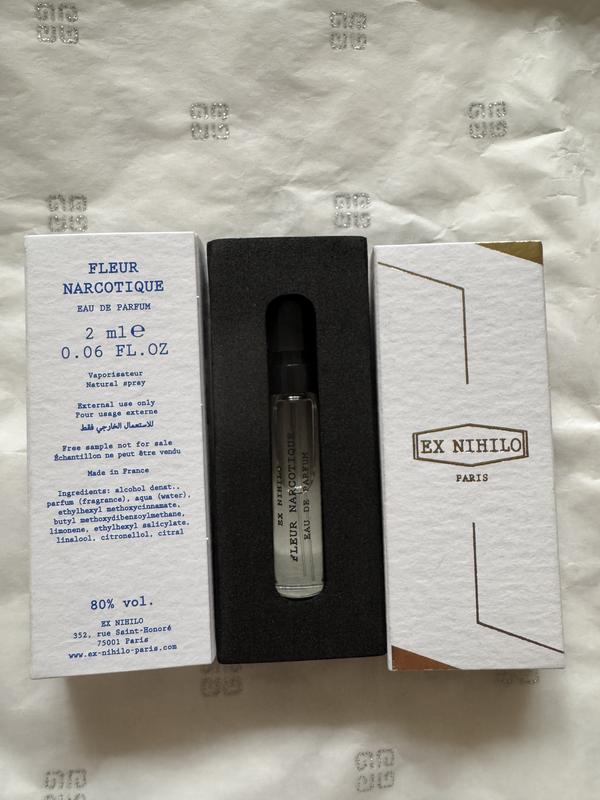 FLEUR
NARCOTIQUE
EAU DE PARFUM
2 ml℮
0.06 FL.OZ
Vaporisateur
Natural spray
External use only
Pour usage externe
للاستعمال الخارجي فقط
Free sample not for sale
Échantillon ne peut être vendu
Made in France
Ingredients: alcohol denat.,
parfum (fragrance), aqua (water),
ethylhexyl methoxycinnamate,
butyl methoxydibenzoylmethane,
limonene, ethylhexyl salicylate,
linalool, citronellol, citral
80% vol.
EX NIHILO
352, rue Saint-Honoré
75001 Paris
www.ex-nihilo-paris.com
EX NIHILO
FLEUR NARCOTIQUE
EAU DE PARFUM
EX NIHILO
PARIS